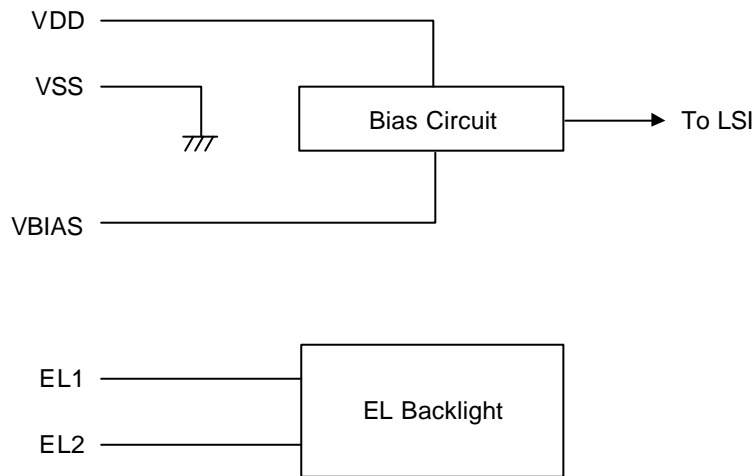 VDD
VSS
Bias Circuit
To LSI
VBIAS
EL1
EL Backlight
EL2